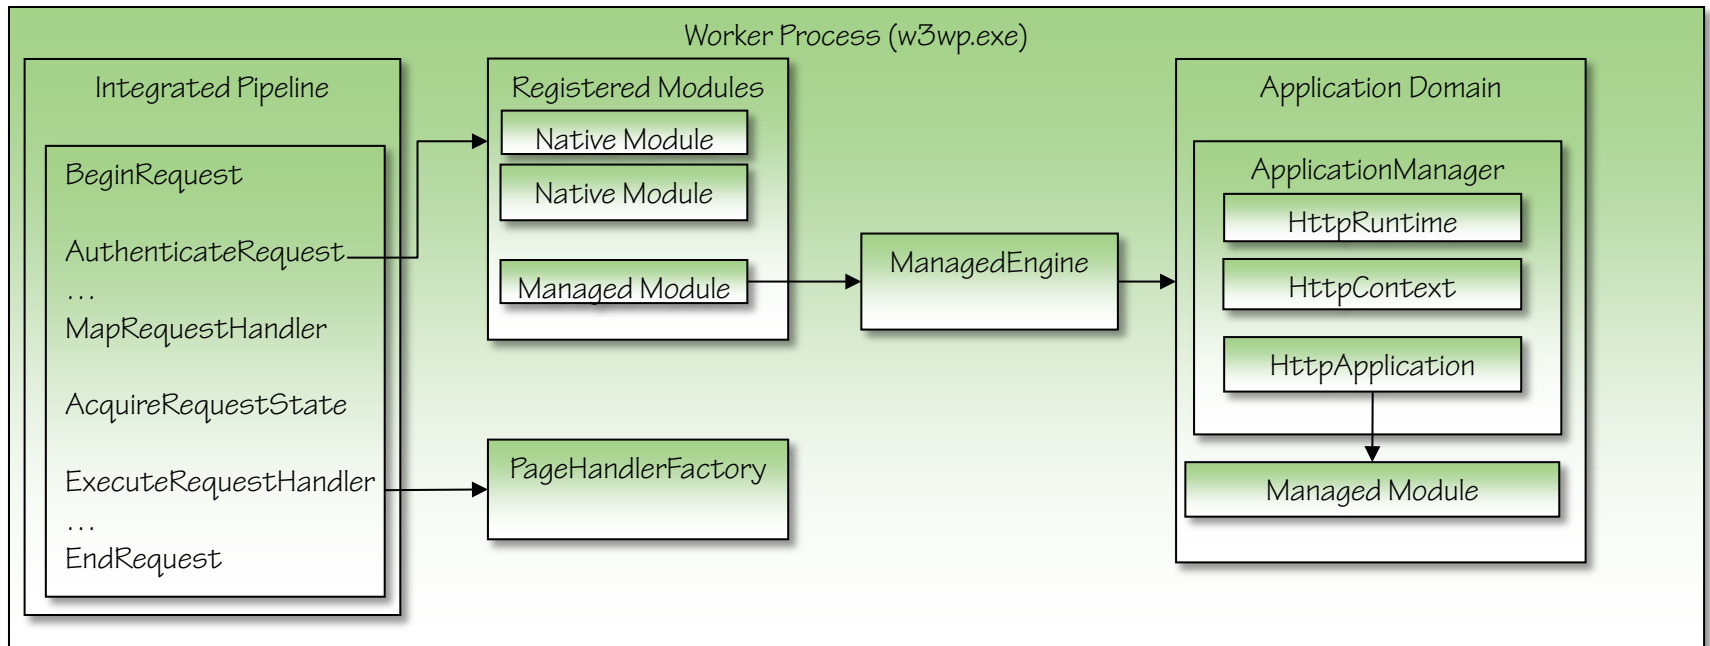 Worker Process (w3wp.exe)
Integrated Pipeline
BeginRequest
AuthenticateRequest
...
MapRequestHandler
AcquireRequestState
ExecuteRequestHandler
...
EndRequest
Registered Modules
Native Module
Native Module
Managed Module
PageHandlerFactory
ManagedEngine
Application Domain
ApplicationManager
HttpRuntime
HttpContext
HttpApplication
Managed Module